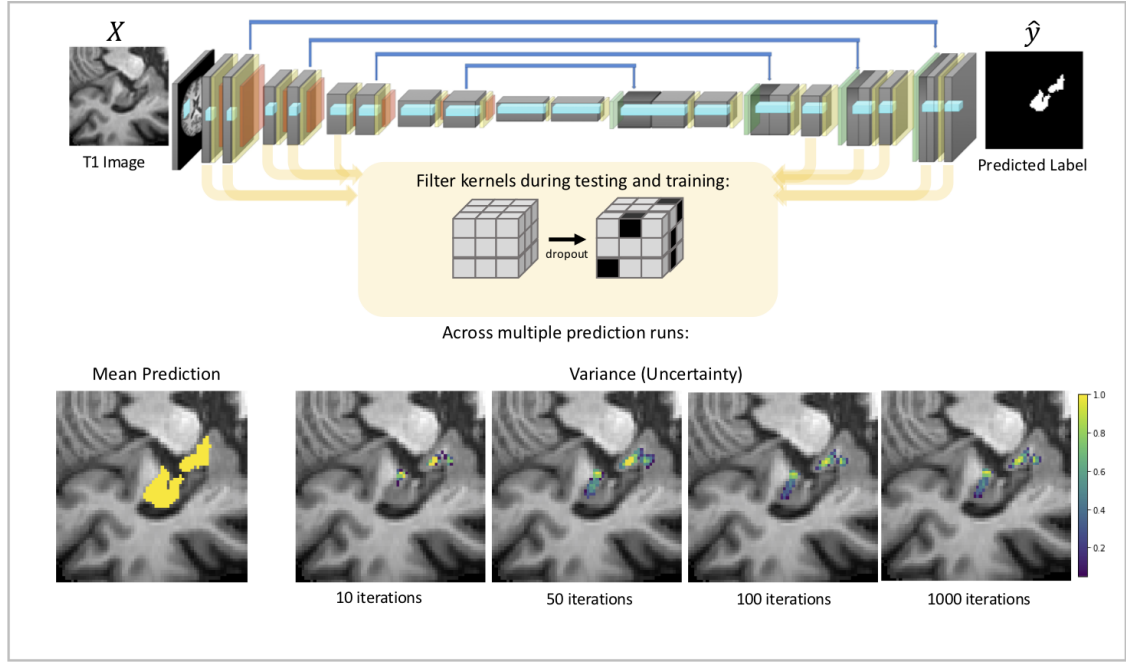 X
ŷ
T1 Image
Predicted Label
Filter kernels during testing and training:
dropout
Across multiple prediction runs:
Mean Prediction
Variance (Uncertainty)
1.0
0.8
0.6
0.4
0.2
10 iterations
50 iterations
100 iterations
1000 iterations